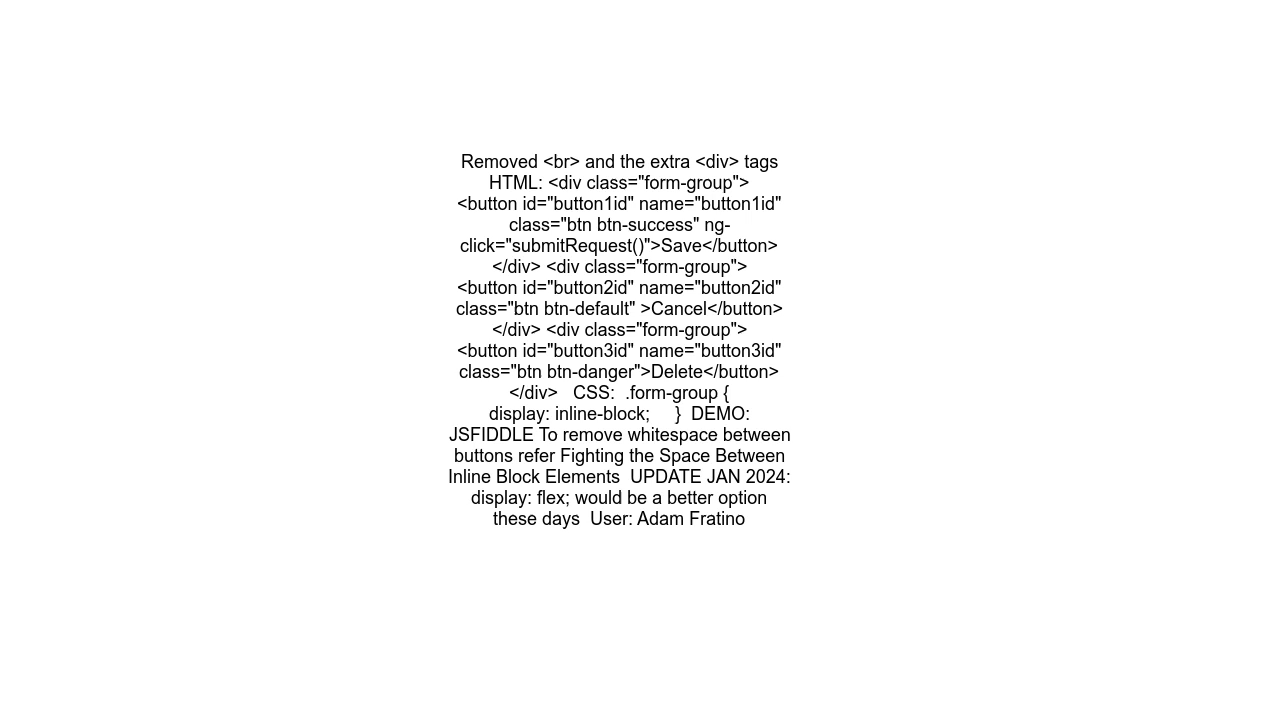 Removed <br> and the extra <div> tags
HTML: <div class="form-group">
<button id="button1id" name="button1id"
class="btn btn-success" ng-
click="submitRequest()">Save</button>
</div> <div class="form-group">
<button id="button2id" name="button2id"
class="btn btn-default" >Cancel</button>
</div> <div class="form-group">
<button id="button3id" name="button3id"
class="btn btn-danger">Delete</button>
</div>   CSS:  .form-group {
display: inline-block;     }  DEMO:
JSFIDDLE To remove whitespace between
buttons refer Fighting the Space Between
Inline Block Elements  UPDATE JAN 2024:
display: flex; would be a better option
these days  User: Adam Fratino